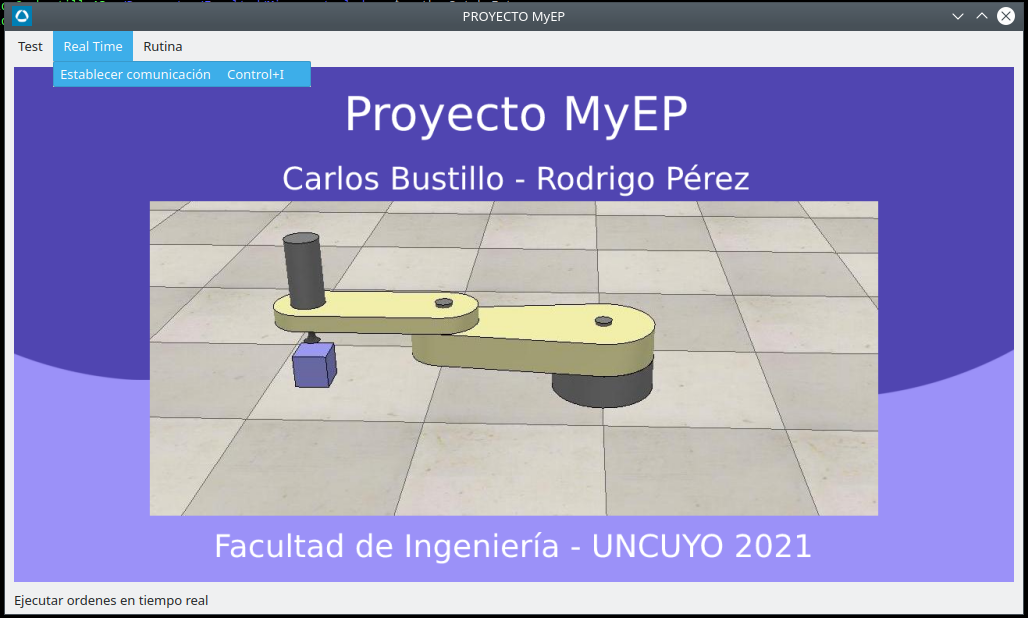 PROYECTO MyEP
Test Real Time Rutina
Establecer comunicación Control+I
Proyecto MyEP
Carlos Bustillo - Rodrigo Pérez
Facultad de Ingeniería - UNCUYO 2021
Ejecutar ordenes en tiempo real